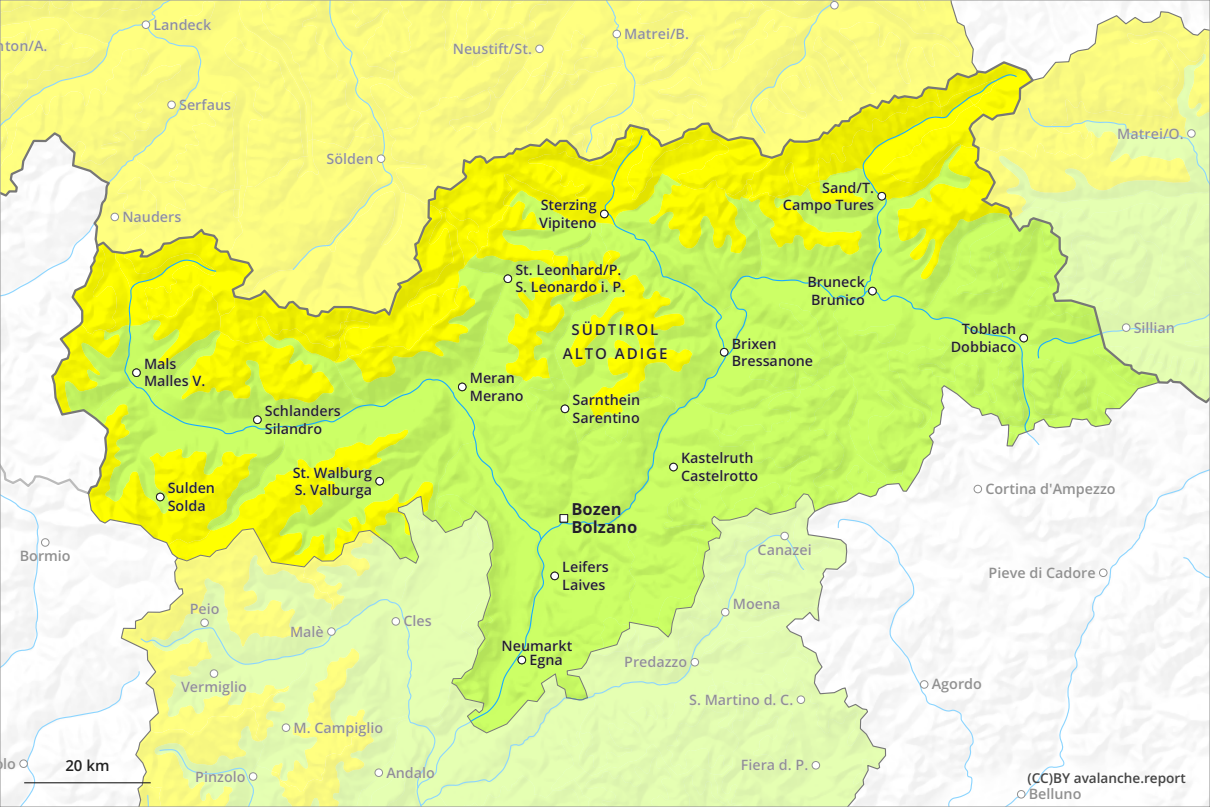 Landeck
Matrei/B.
nton/A.
Neustift/St.
Serfaus
Matrei/O.
Sölden
Sand/T.
Campo Tures
Nauders
Sterzing
Vipiteno
St. Leonhard/P.
S. Leonardo i. P.
Bruneck
Brunico
SÜDTIROL
ALTO ADIGE
Toblach
Dobbiaco
Sillian
Brixen
Bressanone
Mals
Malles V.
Meran
Merano
Sarnthein
Sarentino
Schlanders
Silandro
Kastelruth
Castelrotto
St. Walburg
S. Valburga
Sulden
Solda
Cortina d'Ampezzo
Bozen
Bolzano
Bormio
Canazei
Leifers
Laives
Pieve di Cadore
Peio
Moena
Cles
Malè
Neumarkt
Egna
Predazzo
Vermiglio
Agordo
S. Martino d. C.
M. Campiglio
20 km
olo
Pinzolo
Andalo
Fiera d. P.
(CC)BY avalanche.report
Belluno